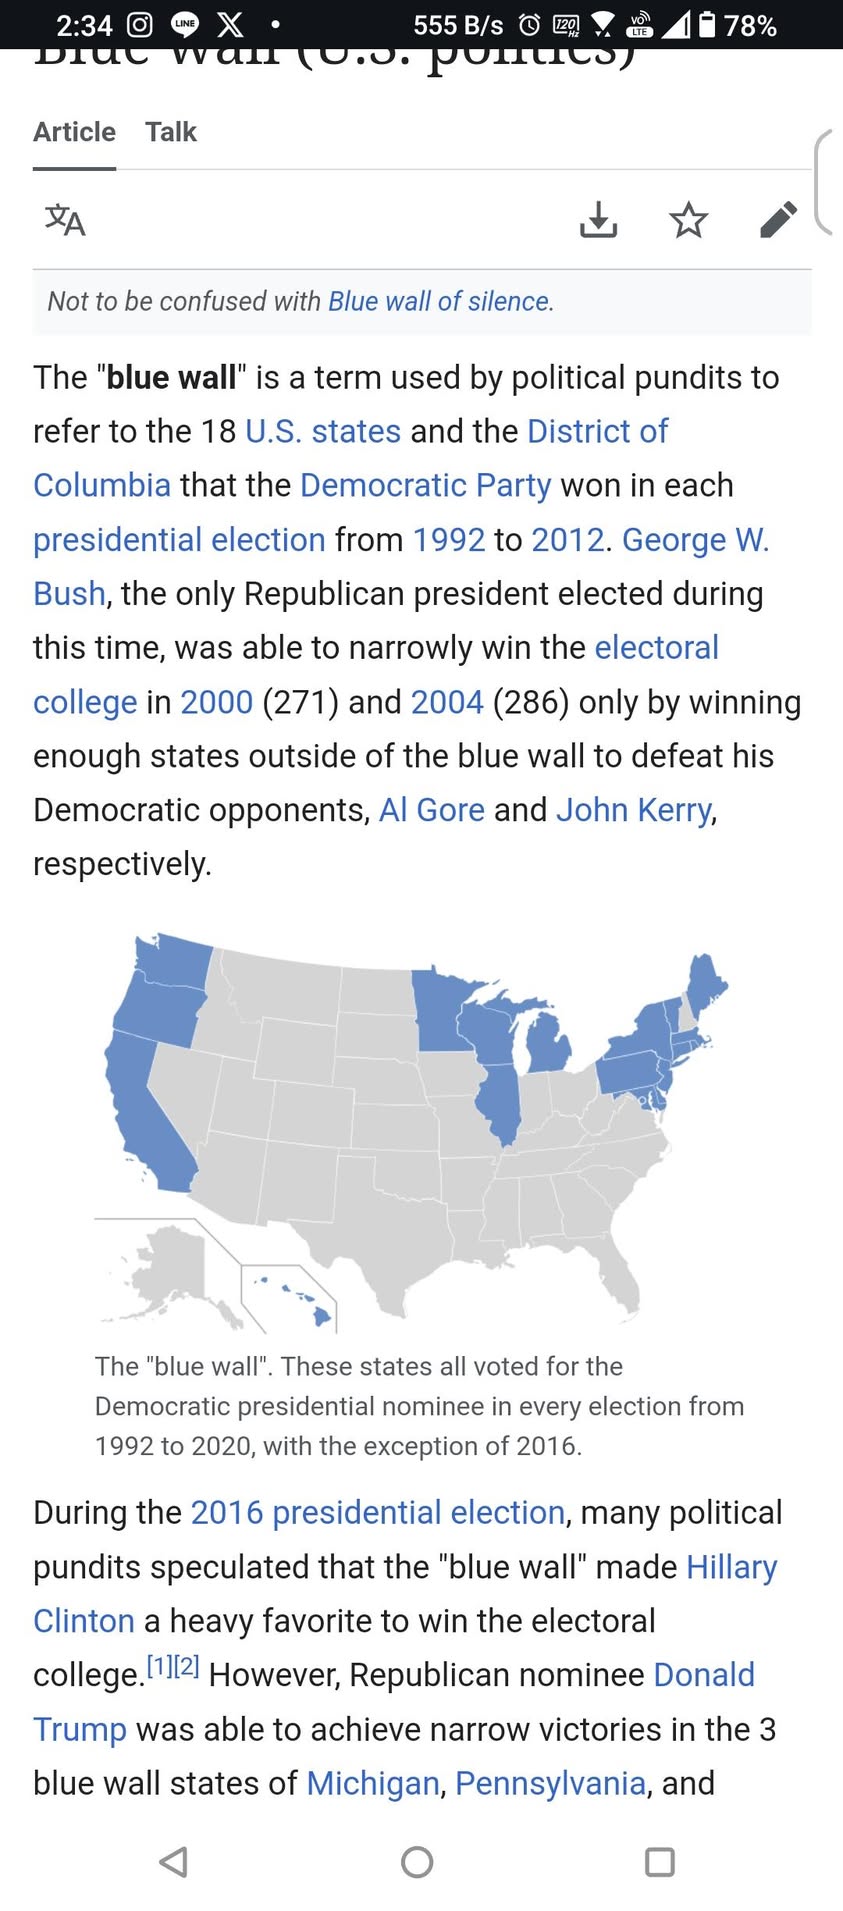 2:34 LINE X • 555 B/s 120 Hz VO LTE 78%
Blue wall (U.S. politics)
Article Talk
文A
Not to be confused with Blue wall of silence.
The "blue wall" is a term used by political pundits to
refer to the 18 U.S. states and the District of
Columbia that the Democratic Party won in each
presidential election from 1992 to 2012. George W.
Bush, the only Republican president elected during
this time, was able to narrowly win the electoral
college in 2000 (271) and 2004 (286) only by winning
enough states outside of the blue wall to defeat his
Democratic opponents, Al Gore and John Kerry,
respectively.
The "blue wall". These states all voted for the
Democratic presidential nominee in every election from
1992 to 2020, with the exception of 2016.
During the 2016 presidential election, many political
pundits speculated that the "blue wall" made Hillary
Clinton a heavy favorite to win the electoral
college.[1][2] However, Republican nominee Donald
Trump was able to achieve narrow victories in the 3
blue wall states of Michigan, Pennsylvania, and